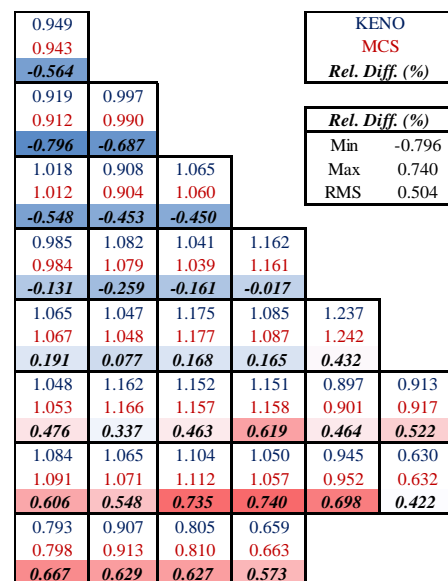 0.949 KENO
0.943 MCS
-0.564 Rel. Diff. (%)
0.919 0.997
0.912 0.990 Rel. Diff. (%)
-0.796 -0.687 Min -0.796
1.018 0.908 1.065 Max 0.740
1.012 0.904 1.060 RMS 0.504
-0.548 -0.453 -0.450
0.985 1.082 1.041 1.162
0.984 1.079 1.039 1.161
-0.131 -0.259 -0.161 -0.017
1.065 1.047 1.175 1.085 1.237
1.067 1.048 1.177 1.087 1.242
0.191 0.077 0.168 0.165 0.432
1.048 1.162 1.152 1.151 0.897 0.913
1.053 1.166 1.157 1.158 0.901 0.917
0.476 0.337 0.463 0.619 0.464 0.522
1.084 1.065 1.104 1.050 0.945 0.630
1.091 1.071 1.112 1.057 0.952 0.632
0.606 0.548 0.735 0.740 0.698 0.422
0.793 0.907 0.805 0.659
0.798 0.913 0.810 0.663
0.667 0.629 0.627 0.573